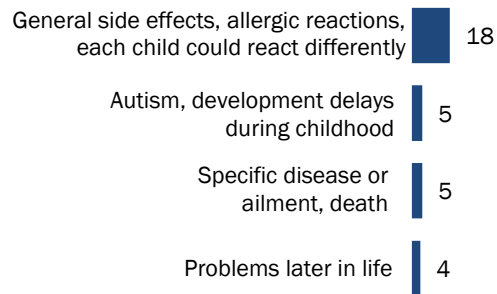 General side effects, allergic reactions,
each child could react differently
18
Autism, development delays
during childhood
5
Specific disease or
ailment, death
5
Problems later in life
4